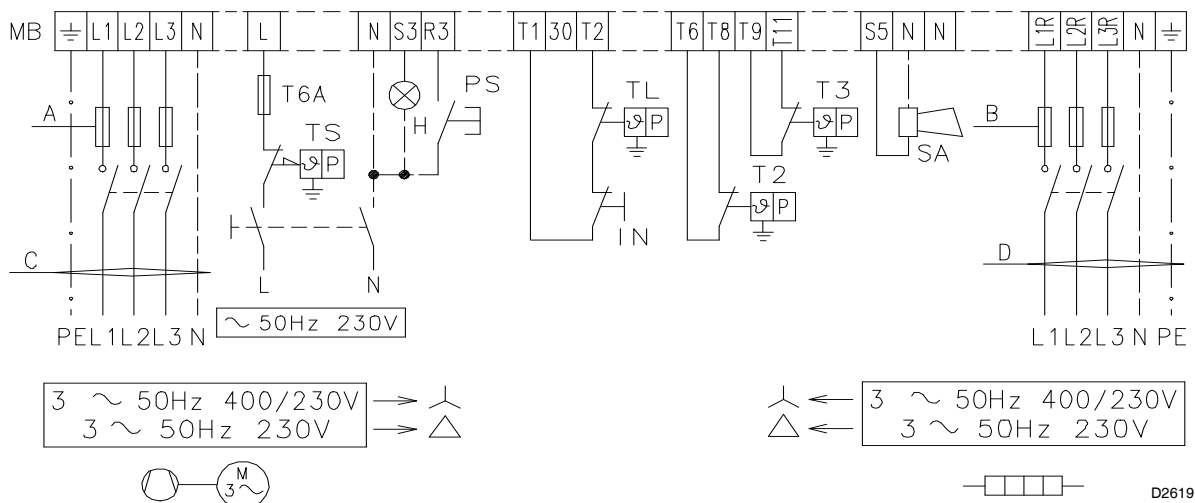 MB ⏚ L1 L2 L3 N L N S3 R3 T1 30 T2 T6 T8 T9 T11 S5 N N L1R L2R L3R N ⏚
A T6A TS ϑ P H PS TL ϑ P T3 ϑ P SA B
T2 ϑ P
IN
C L N D
PE L1 L2 L3 N ~ 50Hz 230V L1 L2 L3 N PE
3 ~ 50Hz 400/230V 3 ~ 50Hz 400/230V
3 ~ 50Hz 230V 3 ~ 50Hz 230V
M
3~
D2619